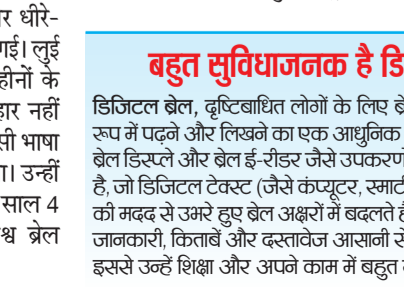 र धीरे-
गई। लुई
हीनों के
हार नहीं
सी भाषा
ा। उन्हीं
साल 4
श्व ब्रेल
बहुत सुविधाजनक है डि
डिजिटल ब्रेल, दृष्टिबाधित लोगों के लिए ब्रे
रूप में पढ़ने और लिखने का एक आधुनिक
ब्रेल डिस्प्ले और ब्रेल ई-रीडर जैसे उपकरण
है, जो डिजिटल टेक्स्ट (जैसे कंप्यूटर, स्मार्ट
की मदद से उभरे हुए ब्रेल अक्षरों में बदलते है
जानकारी, किताबें और दस्तावेज आसानी से
इससे उन्हें शिक्षा और अपने काम में बहुत